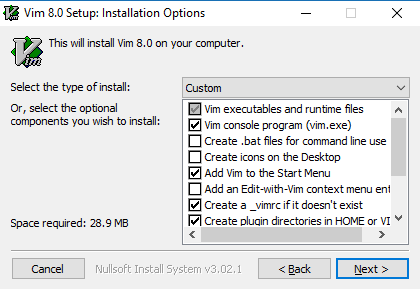 Vim 8.0 Setup: Installation Options
Vim
This will install Vim 8.0 on your computer.
Select the type of install:
Custom
Or, select the optional
components you wish to install:
Vim executables and runtime files
Vim console program (vim.exe)
Create .bat files for command line use
Create icons on the Desktop
Add Vim to the Start Menu
Add an Edit-with-Vim context menu ent
Create a _vimrc if it doesn't exist
Create plugin directories in HOME or VI
Space required: 28.9 MB
Cancel
Nullsoft Install System v3.02.1
< Back
Next >